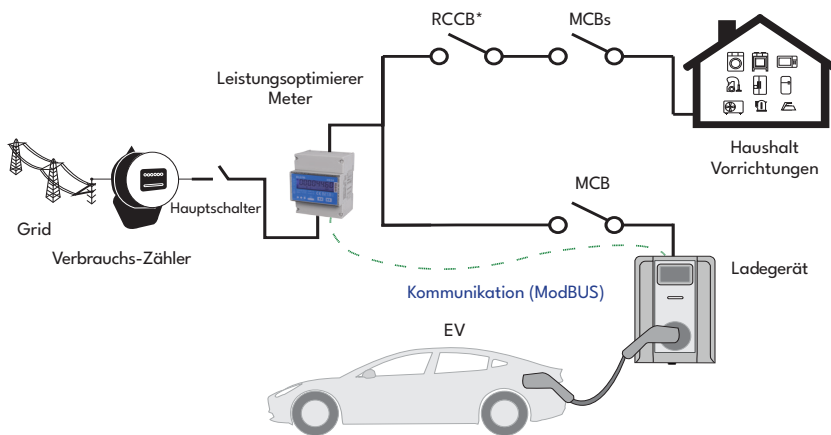 RCCB*
MCBs
Leistungsoptimierer
Meter
Haushalt
Vorrichtungen
MCB
Hauptschalter
Grid
Verbrauchs-Zähler
Ladegerät
Kommunikation (ModBUS)
EV